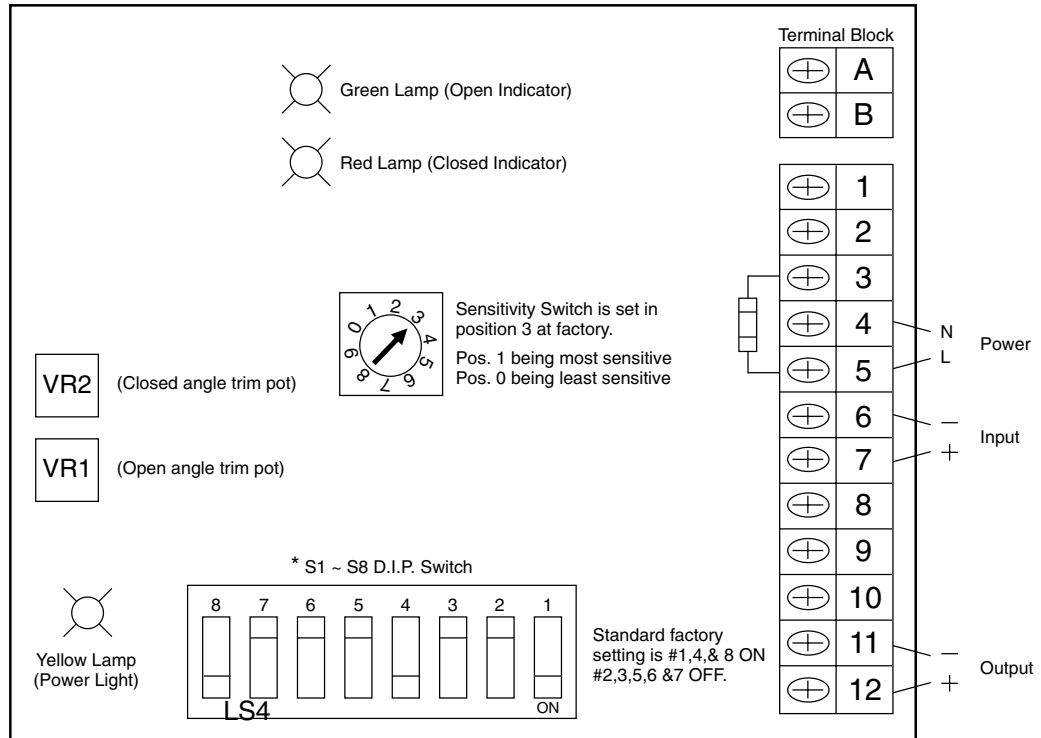 Terminal Block
A
B
Green Lamp (Open Indicator)
Red Lamp (Closed Indicator)
1
2
3
4
5
6
7
8
9
10
11
12
N
L
Power
−
+
Input
−
+
Output
0 1 2 3 4 5 6 7 8 9
Sensitivity Switch is set in
position 3 at factory.
Pos. 1 being most sensitive
Pos. 0 being least sensitive
VR2
(Closed angle trim pot)
VR1
(Open angle trim pot)
* S1 ~ S8 D.I.P. Switch
8 7 6 5 4 3 2 1
LS4
ON
Standard factory
setting is #1,4,& 8 ON
#2,3,5,6 &7 OFF.
Yellow Lamp
(Power Light)